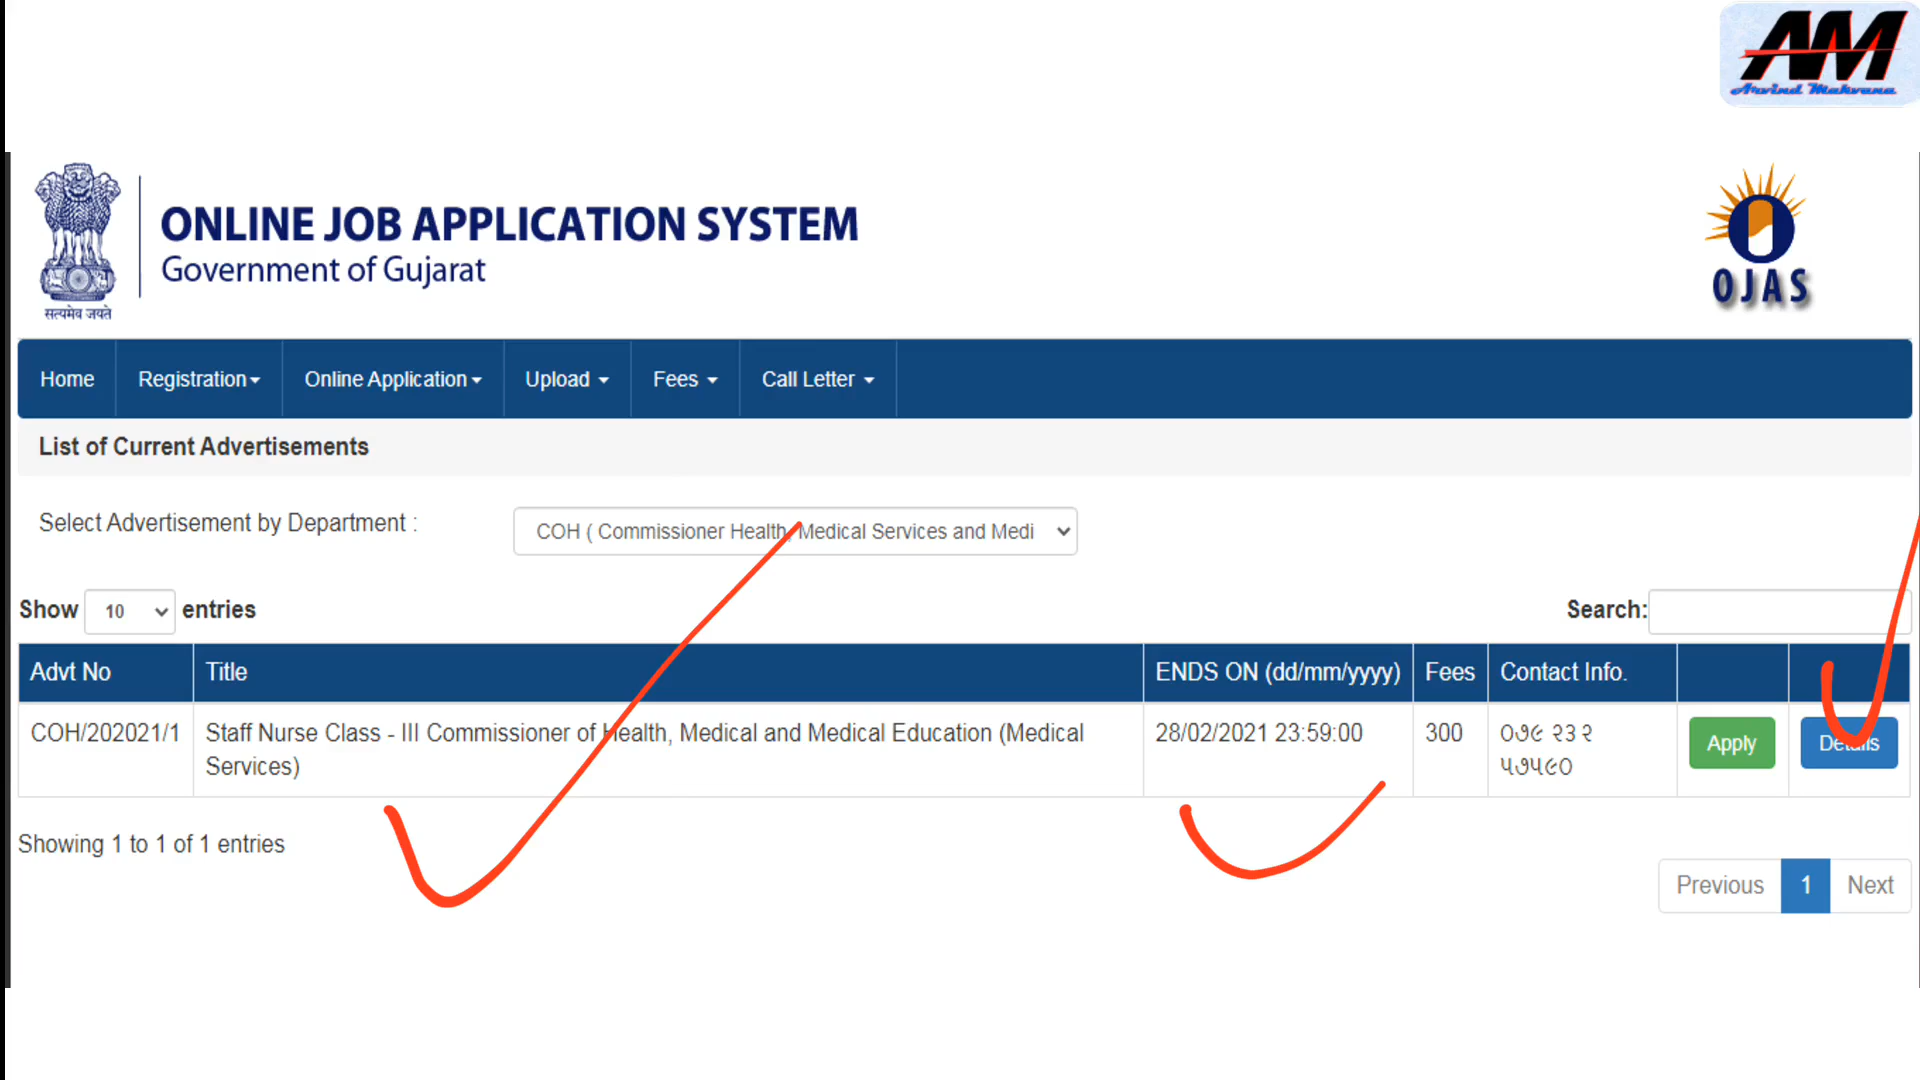 AM
Arvind Makvana
सत्यमेव जयते
ONLINE JOB APPLICATION SYSTEM
Government of Gujarat
OJAS
Home Registration Online Application Upload Fees Call Letter
List of Current Advertisements
Select Advertisement by Department : COH ( Commissioner Health, Medical Services and Medi
Show 10 entries Search:
Advt No Title ENDS ON (dd/mm/yyyy) Fees Contact Info.
COH/202021/1 Staff Nurse Class - III Commissioner of Health, Medical and Medical Education (Medical 28/02/2021 23:59:00 300 ૦૭૯ ૨૩ ૨ Apply Details
Services) ૫૭૫૯૦
Showing 1 to 1 of 1 entries
Previous 1 Next